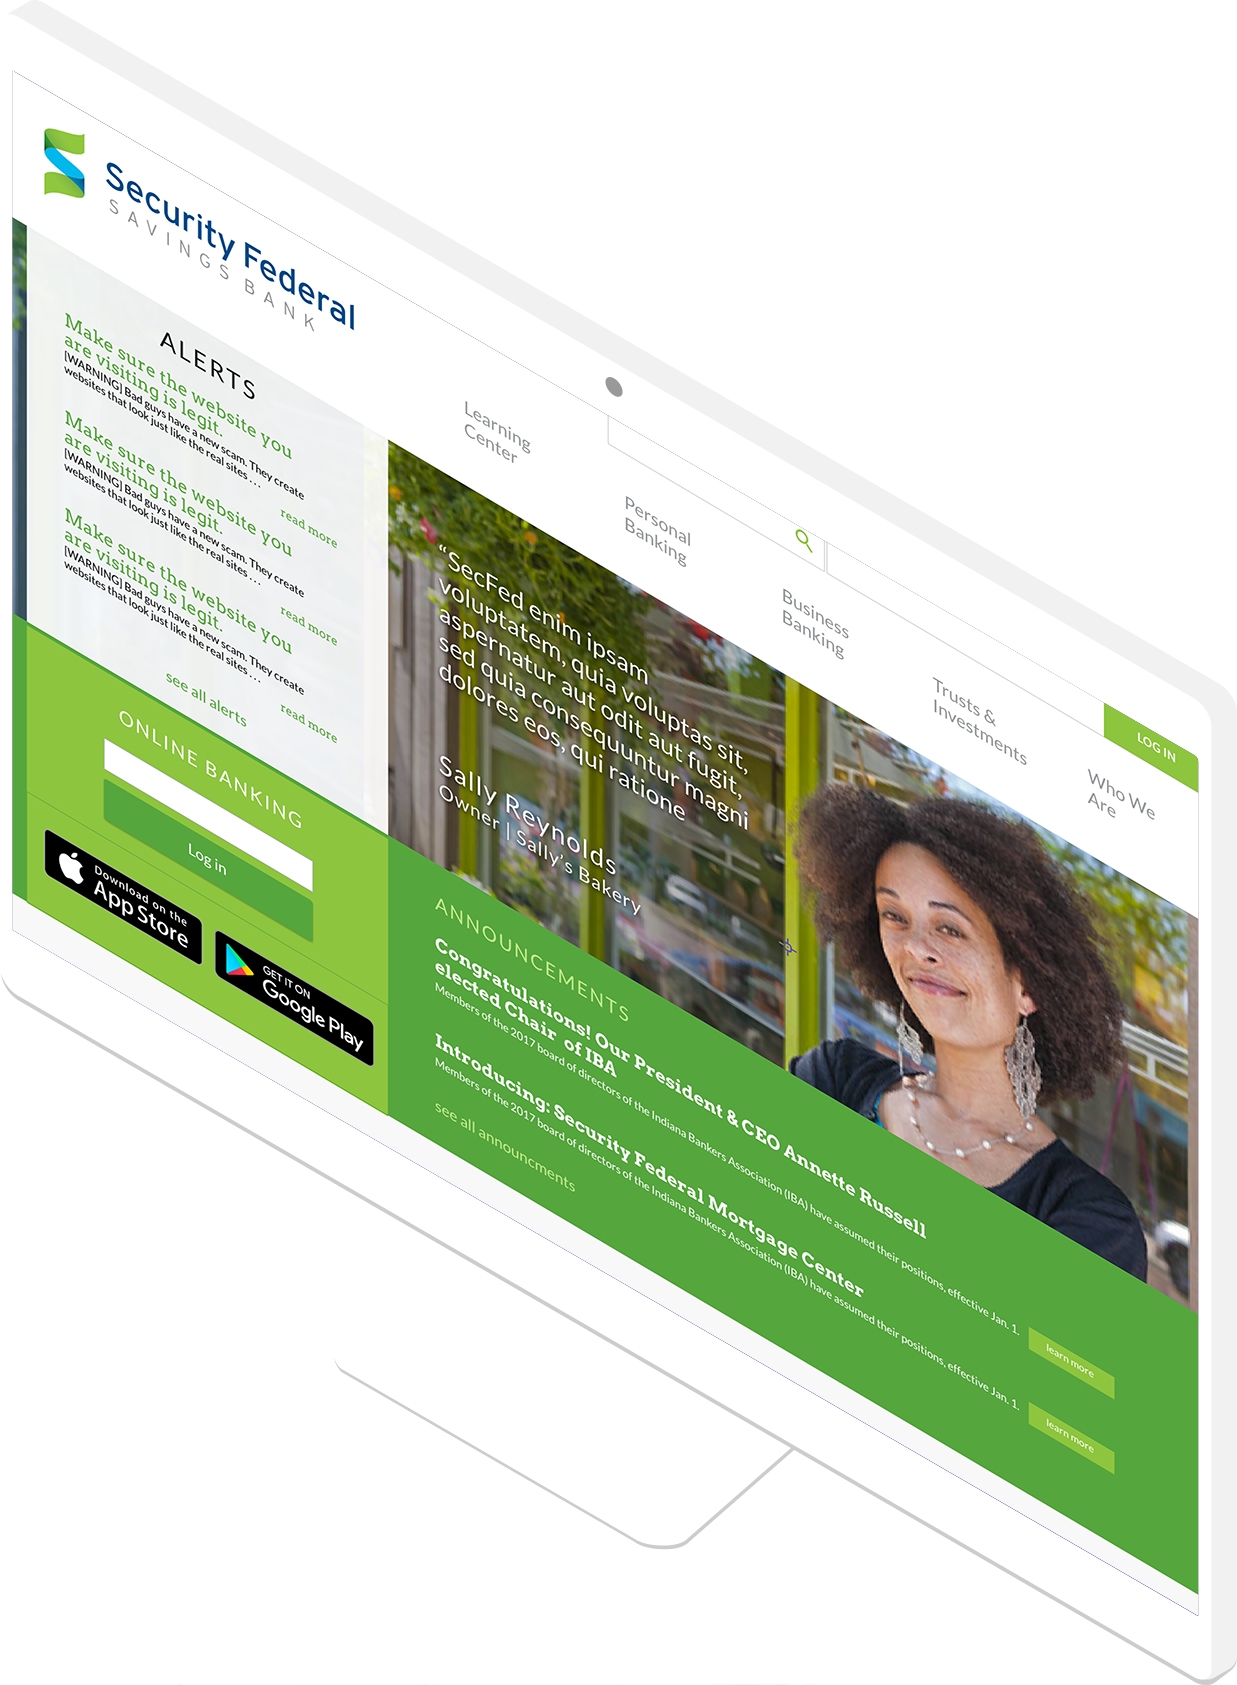 Security Federal
SAVINGS BANK
Learning
Center
Personal
Banking
Business
Banking
Trusts &
Investments
Who We
Are
LOG IN
ALERTS
Make sure the website you
are visiting is legit.
[WARNING] Bad guys have a new scam. They create
websites that look just like the real sites . . .
read more
Make sure the website you
are visiting is legit.
[WARNING] Bad guys have a new scam. They create
websites that look just like the real sites . . .
read more
Make sure the website you
are visiting is legit.
[WARNING] Bad guys have a new scam. They create
websites that look just like the real sites . . .
read more
see all alerts
ONLINE BANKING
Log in
Download on the
App Store
GET IT ON
Google Play
“SecFed enim ipsam
voluptatem, quia voluptas sit,
aspernatur aut odit aut fugit,
sed quia consequuntur magni
dolores eos, qui ratione
Sally Reynolds
Owner | Sally’s Bakery
ANNOUNCEMENTS
Congratulations! Our President & CEO Annette Russell
elected Chair of IBA
Members of the 2017 board of directors of the Indiana Bankers Association (IBA) have assumed their positions, effective Jan. 1.
learn more
Introducing: Security Federal Mortgage Center
Members of the 2017 board of directors of the Indiana Bankers Association (IBA) have assumed their positions, effective Jan. 1.
learn more
See all announcments